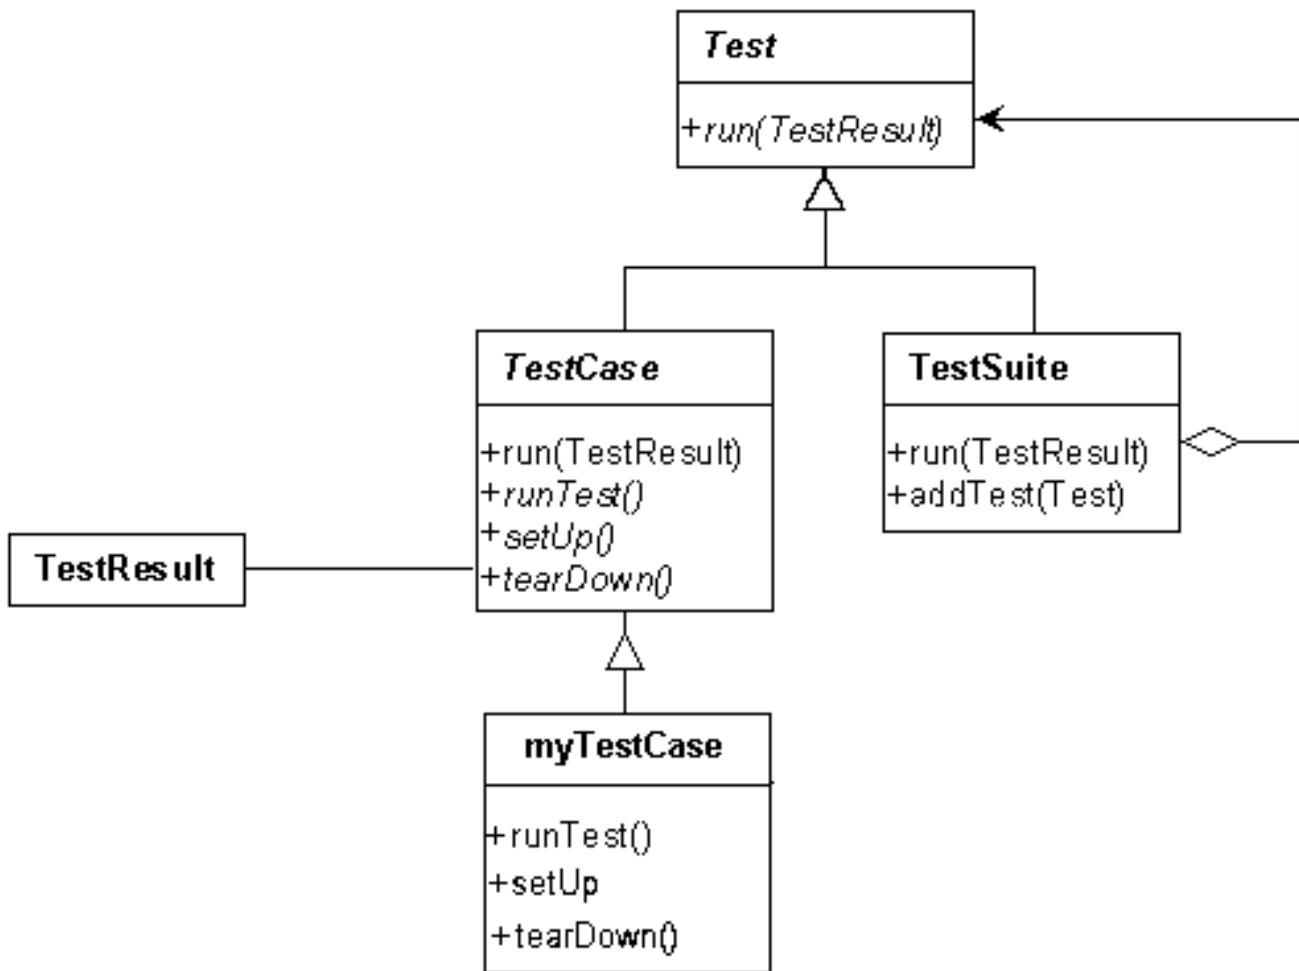 Test
+run(TestResult)
TestCase
+run(TestResult)
+runTest()
+setUp()
+tearDown()
TestSuite
+run(TestResult)
+addTest(Test)
TestResult
myTestCase
+runTest()
+setUp
+tearDown()